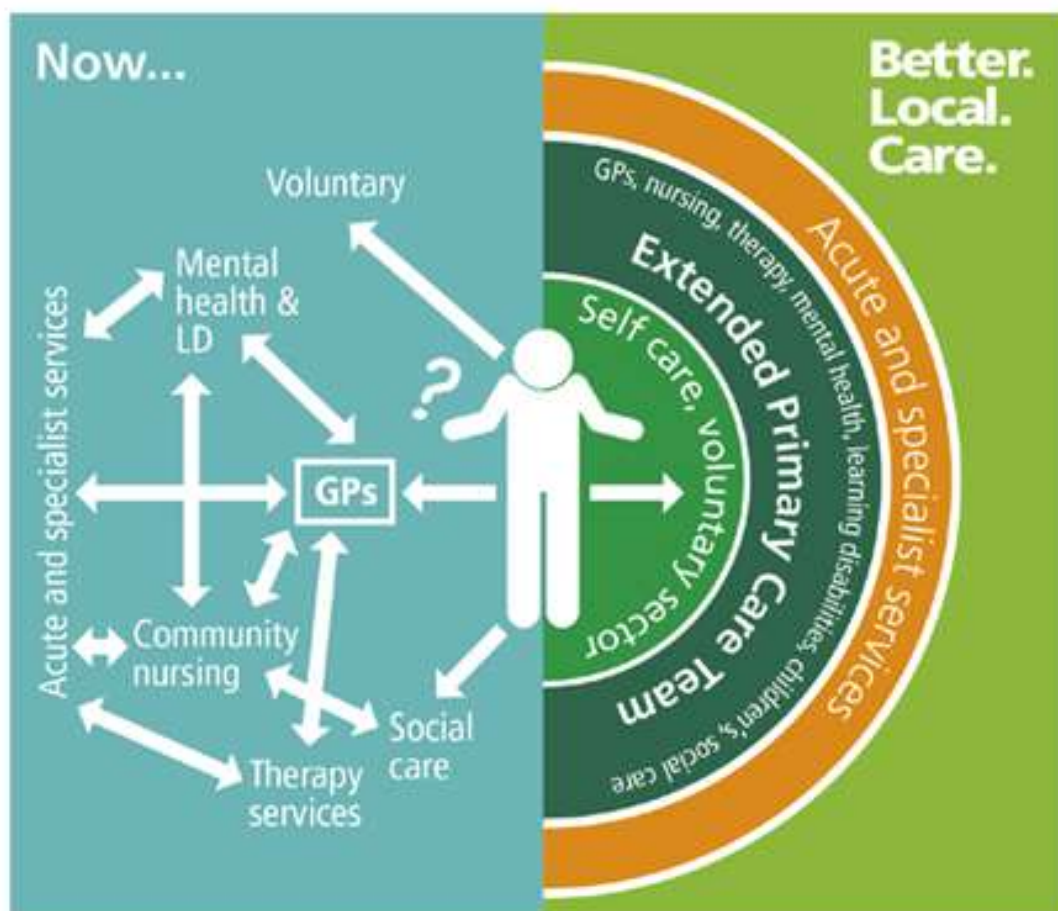 Now...
Voluntary
Mental
health &
LD
Acute and specialist services
?
GPs
Community
nursing
Social
care
Therapy
services
Better.
Local.
Care.
Self care, voluntary sector
Extended Primary Care Team
GPs, nursing, therapy, mental health, learning disabilities, children's, social care
Acute and specialist services